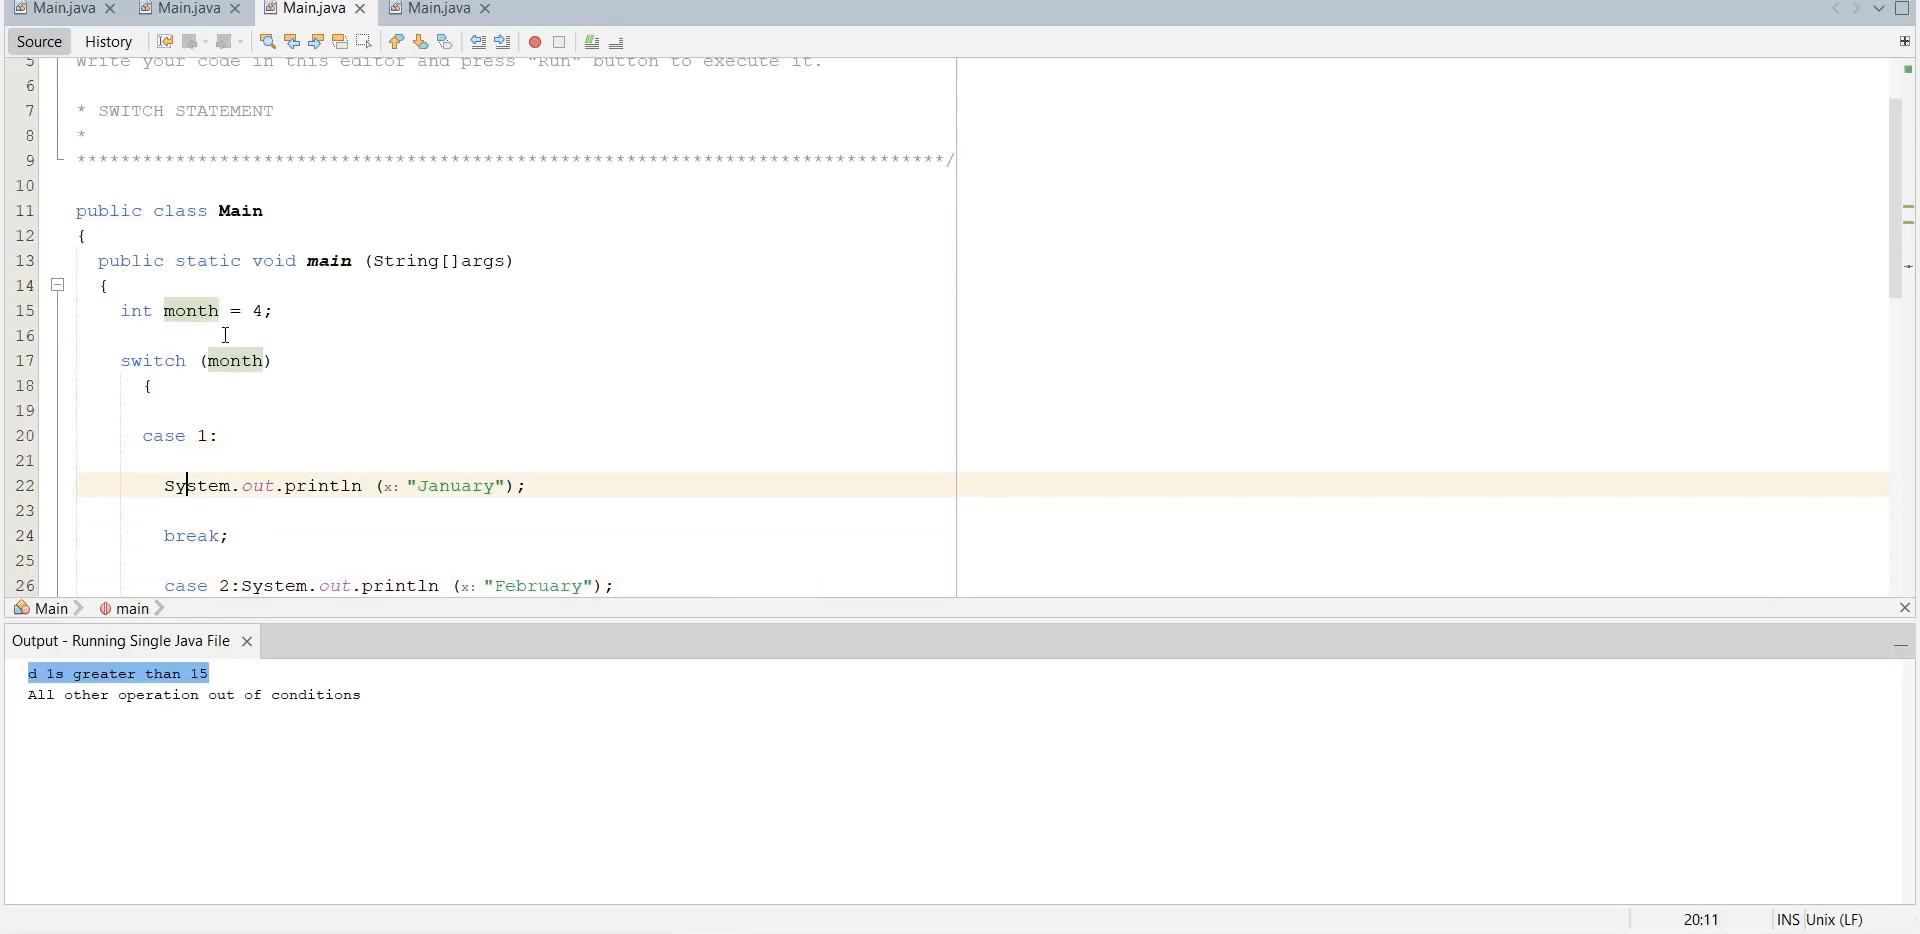 Main.java Main.java Main.java Main.java
Source History
5 Write your code in this editor and press "Run" button to execute it.
6
7 * SWITCH STATEMENT
8 *
9 *******************************************************************************/
10
11 public class Main
12 {
13 public static void main (String[]args)
14 {
15 int month = 4;
16
17 switch (month)
18 {
19
20 case 1:
21
22 System.out.println (x: "January");
23
24 break;
25
26 case 2:System.out.println (x: "February");
Main main
Output - Running Single Java File
d 1s greater than 15
All other operation out of conditions
20:11 INS Unix (LF)